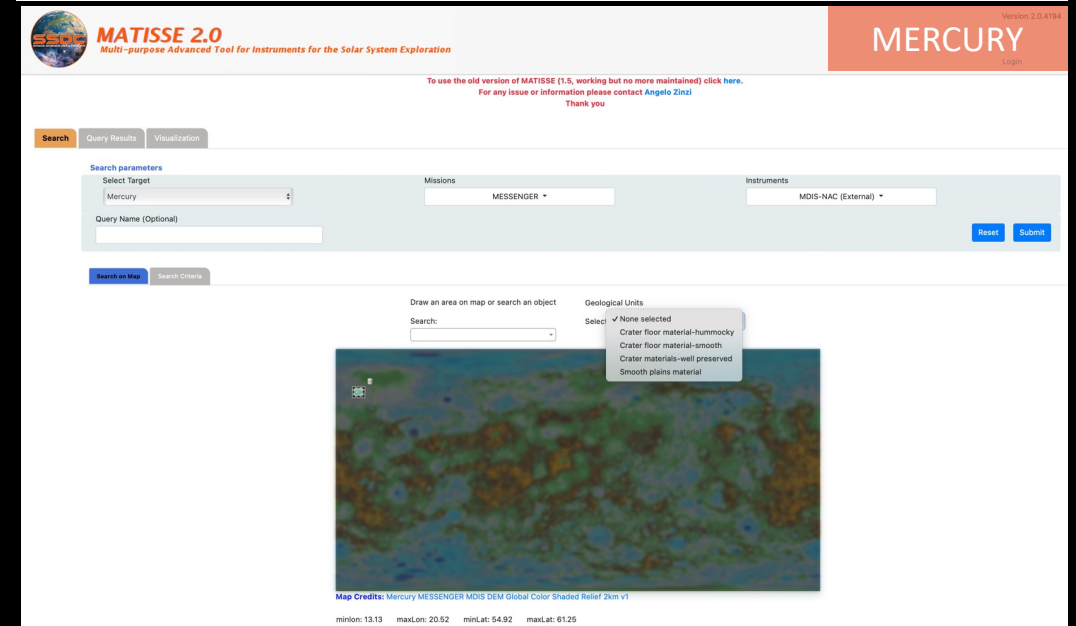 SSDC
MATISSE 2.0
Multi-purpose Advanced Tool for Instruments for the Solar System Exploration
Version 2.0.4194
MERCURY
Login
To use the old version of MATISSE (1.5, working but no more maintained) click here.
For any issue or information please contact Angelo Zinzi
Thank you
Search Query Results Visualization
Search parameters
Select Target Missions Instruments
Mercury MESSENGER MDIS-NAC (External)
Query Name (Optional)
Reset Submit
Search on Map Search Criteria
Draw an area on map or search an object Geological Units
Search: Select ✓ None selected
Crater floor material-hummocky
Crater floor material-smooth
Crater materials-well preserved
Smooth plains material
Map Credits: Mercury MESSENGER MDIS DEM Global Color Shaded Relief 2km v1
minlon: 13.13 maxLon: 20.52 minLat: 54.92 maxLat: 61.25